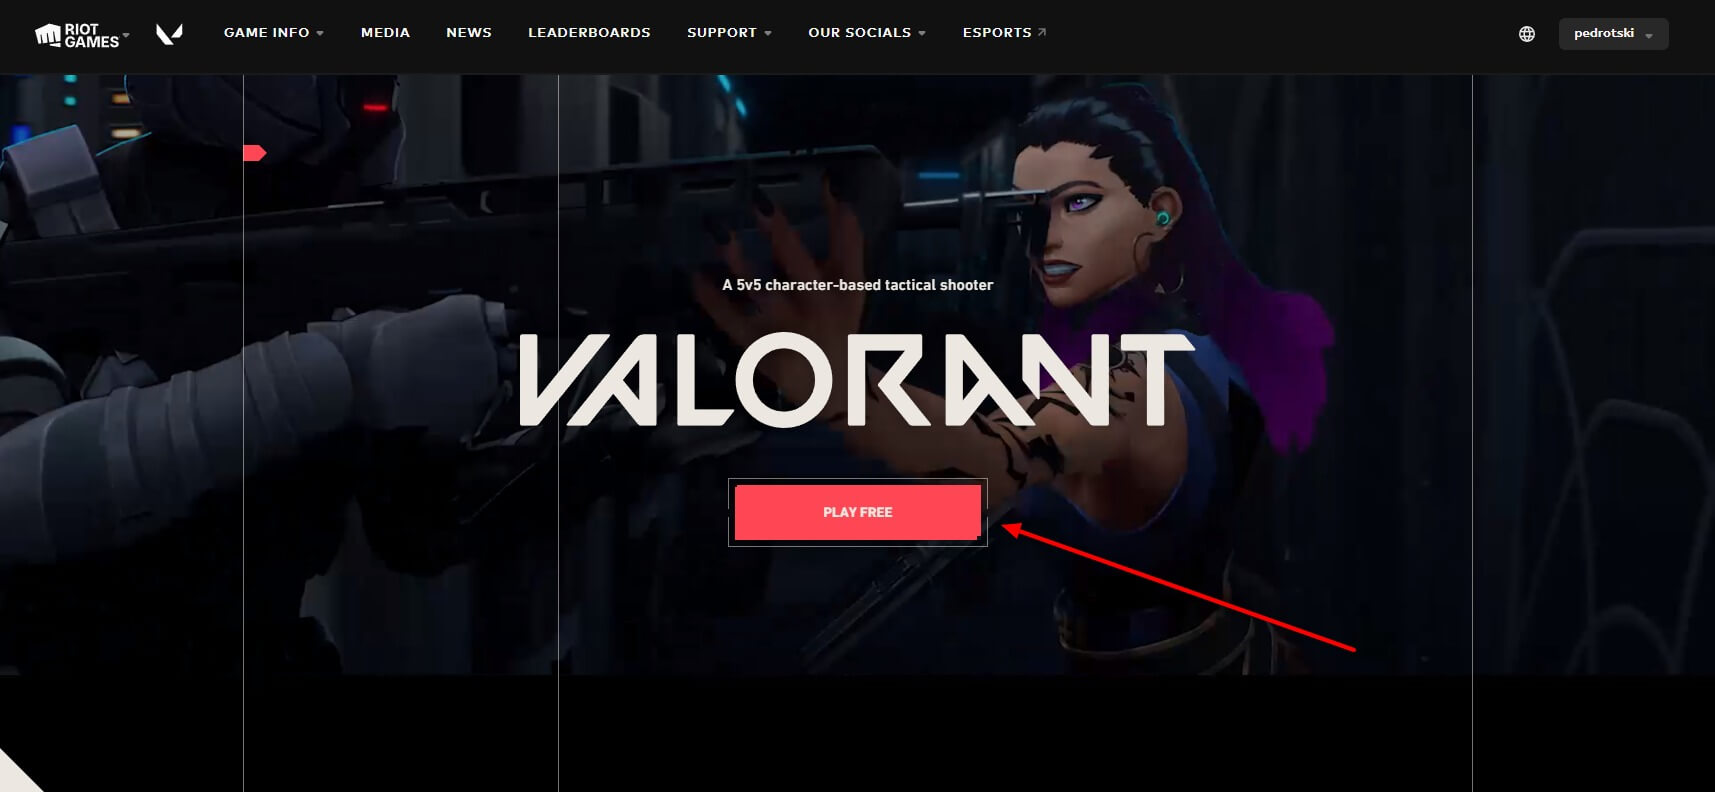 RIOT GAMES
GAME INFO
MEDIA
NEWS
LEADERBOARDS
SUPPORT
OUR SOCIALS
ESPORTS
pedrotski
A 5v5 character-based tactical shooter
VALORANT
PLAY FREE